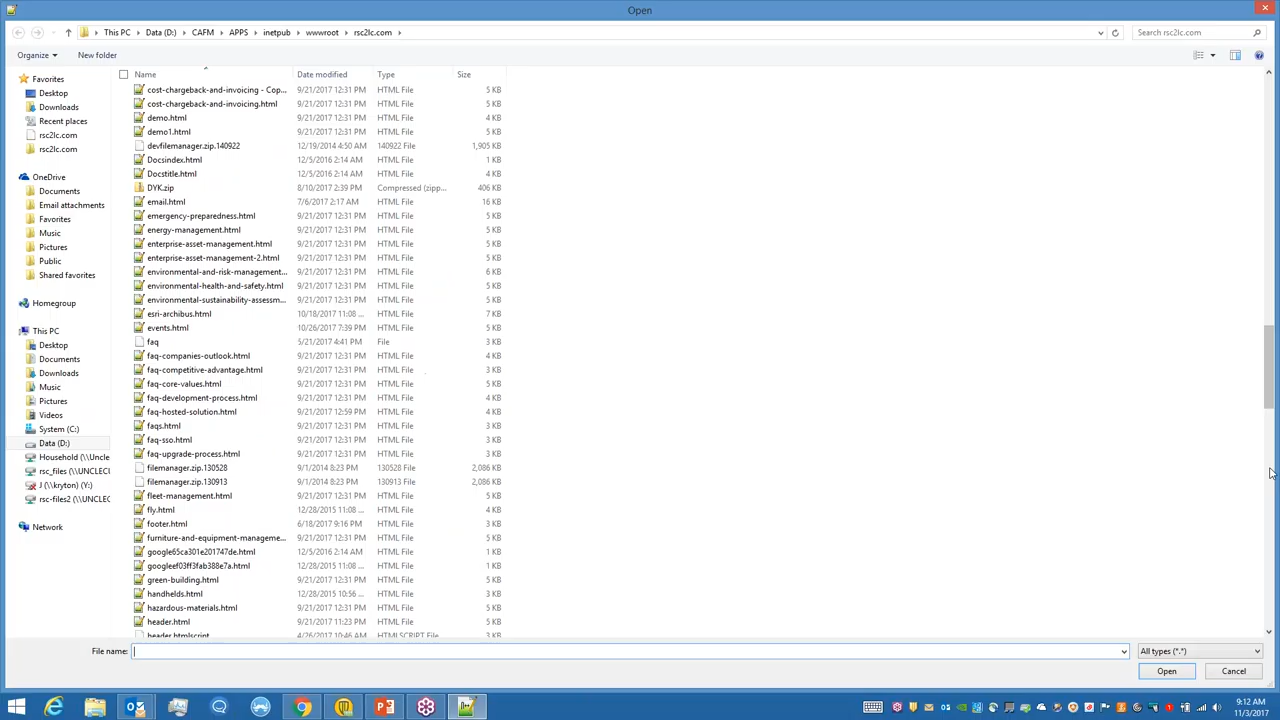 Open
This PC Data (D:) CAFM APPS inetpub wwwroot rsc2lc.com
Search rsc2lc.com
Organize New folder
Favorites
Desktop
Downloads
Recent places
rsc2lc.com
rsc2lc.com
OneDrive
Documents
Email attachments
Favorites
Music
Pictures
Public
Shared favorites
Homegroup
This PC
Desktop
Documents
Downloads
Music
Pictures
Videos
System (C:)
Data (D:)
Household (\\Uncle
rsc_files (\\UNCLECU
J (\\kryton) (Y:)
rsc-files2 (\\UNCLEC
Network
Name Date modified Type Size
cost-chargeback-and-invoicing - Cop... 9/21/2017 12:31 PM HTML File 5 KB
cost-chargeback-and-invoicing.html 9/21/2017 12:31 PM HTML File 5 KB
demo.html 9/21/2017 12:31 PM HTML File 4 KB
demo1.html 9/21/2017 12:31 PM HTML File 5 KB
devfilemanager.zip.140922 12/19/2014 4:50 AM 140922 File 1,905 KB
Docsindex.html 12/5/2016 2:14 AM HTML File 1 KB
Docstitle.html 12/5/2016 2:14 AM HTML File 4 KB
DYK.zip 8/10/2017 2:39 PM Compressed (zipp... 406 KB
email.html 7/6/2017 2:17 AM HTML File 16 KB
emergency-preparedness.html 9/21/2017 12:31 PM HTML File 5 KB
energy-management.html 9/21/2017 12:31 PM HTML File 5 KB
enterprise-asset-management.html 9/21/2017 12:31 PM HTML File 5 KB
enterprise-asset-management-2.html 9/21/2017 12:31 PM HTML File 5 KB
environmental-and-risk-management... 9/21/2017 12:31 PM HTML File 6 KB
environmental-health-and-safety.html 9/21/2017 12:31 PM HTML File 5 KB
environmental-sustainability-assessm... 9/21/2017 12:31 PM HTML File 5 KB
esri-archibus.html 10/18/2017 11:08 ... HTML File 7 KB
events.html 10/26/2017 7:39 PM HTML File 5 KB
faq 5/21/2017 4:41 PM File 3 KB
faq-companies-outlook.html 9/21/2017 12:31 PM HTML File 4 KB
faq-competitive-advantage.html 9/21/2017 12:31 PM HTML File 3 KB
faq-core-values.html 9/21/2017 12:31 PM HTML File 5 KB
faq-development-process.html 9/21/2017 12:31 PM HTML File 4 KB
faq-hosted-solution.html 9/21/2017 12:59 PM HTML File 4 KB
faqs.html 9/21/2017 12:31 PM HTML File 3 KB
faq-sso.html 9/21/2017 12:31 PM HTML File 3 KB
faq-upgrade-process.html 9/21/2017 12:31 PM HTML File 3 KB
filemanager.zip.130528 9/1/2014 8:23 PM 130528 File 2,086 KB
filemanager.zip.130913 9/1/2014 8:23 PM 130913 File 2,086 KB
fleet-management.html 9/21/2017 12:31 PM HTML File 5 KB
fly.html 12/28/2015 11:08 ... HTML File 4 KB
footer.html 6/18/2017 9:16 PM HTML File 3 KB
furniture-and-equipment-manageme... 9/21/2017 12:31 PM HTML File 5 KB
google65ca301e201747de.html 12/5/2016 2:14 AM HTML File 1 KB
googleef03ff3fab388e7a.html 12/28/2015 11:08 ... HTML File 1 KB
green-building.html 9/21/2017 12:31 PM HTML File 5 KB
handhelds.html 12/28/2015 10:56 ... HTML File 3 KB
hazardous-materials.html 9/21/2017 12:31 PM HTML File 5 KB
header.html 9/21/2017 11:23 PM HTML File 5 KB
header.htmlscript 4/26/2017 10:46 AM HTMLSCRIPT File 3 KB
File name: All types (*.*)
Open Cancel
9:12 AM
11/3/2017